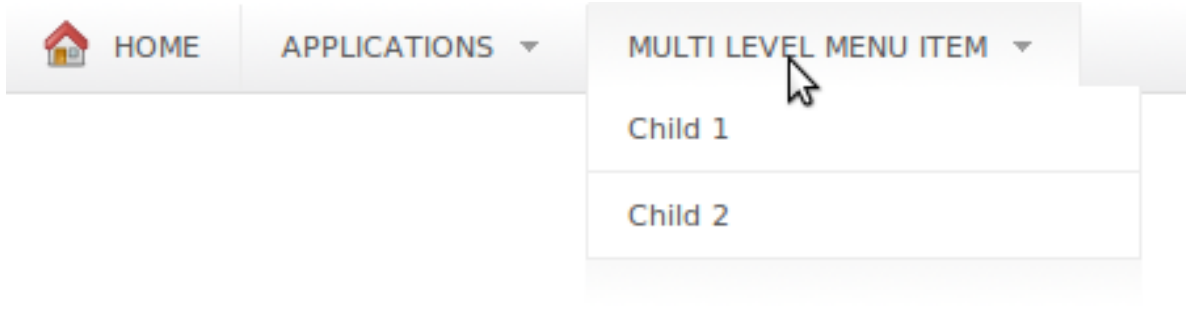 HOME APPLICATIONS MULTI LEVEL MENU ITEM
Child 1
Child 2